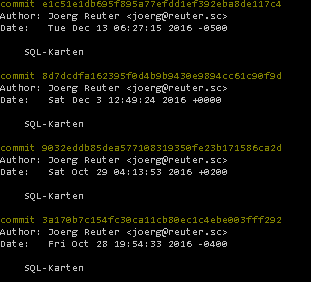 commit e1c51e1db695f895a77efdd1ef392eba8de117c4
Author: Joerg Reuter <joerg@reuter.sc>
Date:   Tue Dec 13 06:27:15 2016 -0500
SQL-Karten
commit 8d7dcdfa162395f0d4b9b9430e9894cc61c90f9d
Author: Joerg Reuter <joerg@reuter.sc>
Date:   Sat Dec 3 12:49:24 2016 +0000
SQL-Karten
commit 9032eddb85dea577108319350fe23b171586ca2d
Author: Joerg Reuter <joerg@reuter.sc>
Date:   Sat Oct 29 04:13:53 2016 +0200
SQL-Karten
commit 3a170b7c154fc30ca11cb80ec1c4ebe003fff292
Author: Joerg Reuter <joerg@reuter.sc>
Date:   Fri Oct 28 19:54:33 2016 -0400
SQL-Karten